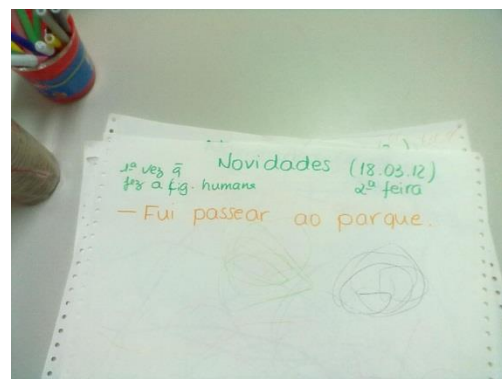 Novidades (18.03.12)
1ª vez q̄
fez a fig. humana
2ª feira
- Fui passear ao parque.